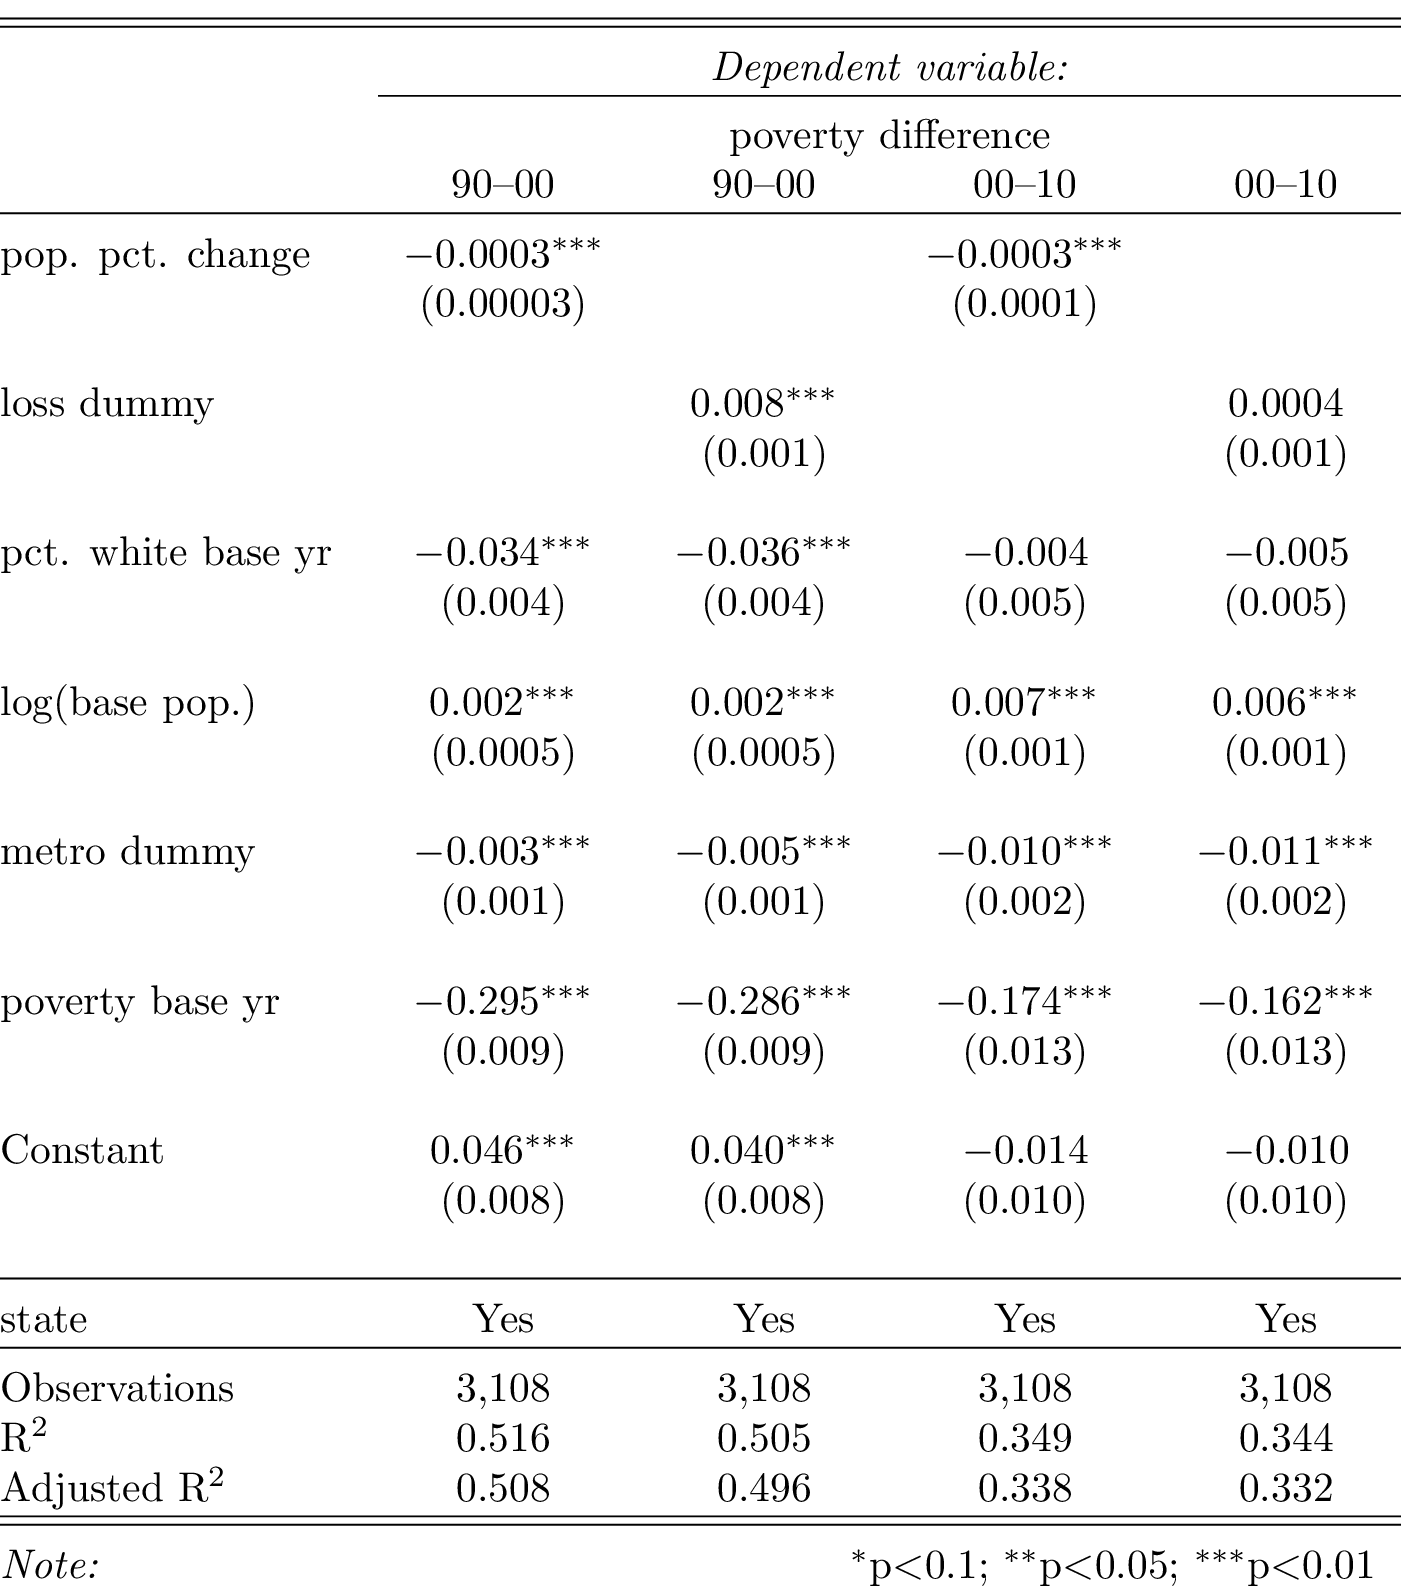 Dependent variable:
poverty difference
90–00 90–00 00–10 00–10
pop. pct. change −0.0003*** −0.0003***
(0.00003) (0.0001)
loss dummy 0.008*** 0.0004
(0.001) (0.001)
pct. white base yr −0.034*** −0.036*** −0.004 −0.005
(0.004) (0.004) (0.005) (0.005)
log(base pop.) 0.002*** 0.002*** 0.007*** 0.006***
(0.0005) (0.0005) (0.001) (0.001)
metro dummy −0.003*** −0.005*** −0.010*** −0.011***
(0.001) (0.001) (0.002) (0.002)
poverty base yr −0.295*** −0.286*** −0.174*** −0.162***
(0.009) (0.009) (0.013) (0.013)
Constant 0.046*** 0.040*** −0.014 −0.010
(0.008) (0.008) (0.010) (0.010)
state Yes Yes Yes Yes
Observations 3,108 3,108 3,108 3,108
R² 0.516 0.505 0.349 0.344
Adjusted R² 0.508 0.496 0.338 0.332
Note: *p<0.1; **p<0.05; ***p<0.01